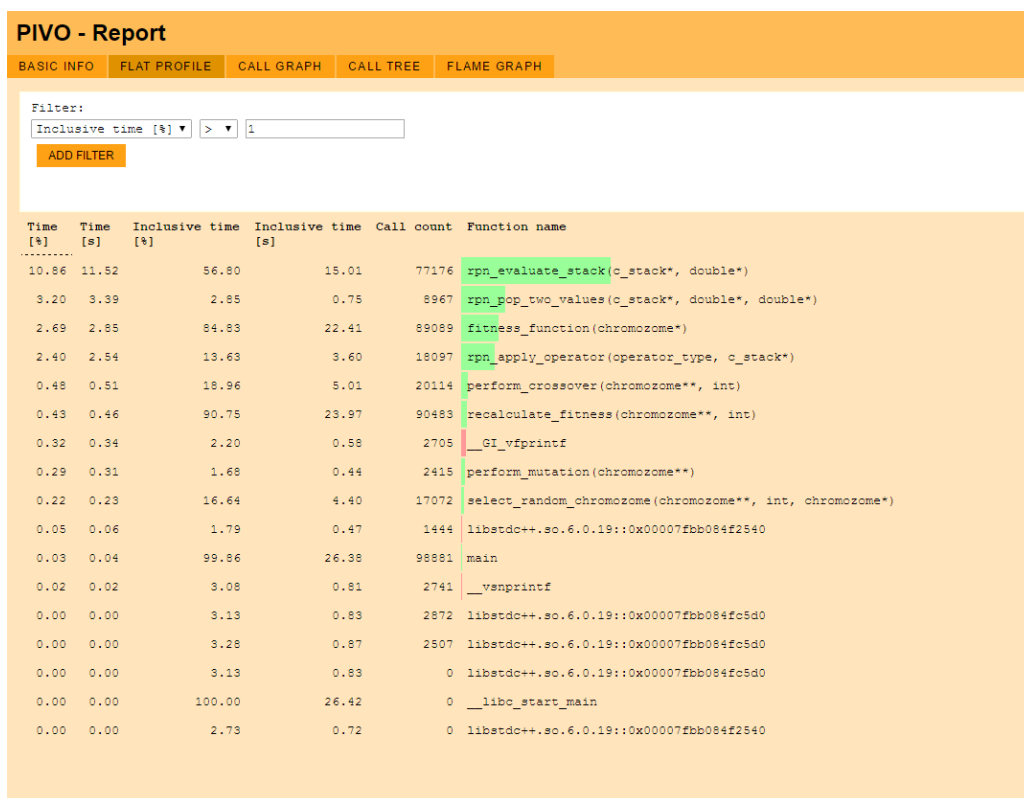 PIVO - Report
BASIC INFO FLAT PROFILE CALL GRAPH CALL TREE FLAME GRAPH
Filter:
Inclusive time [%] ▼ > ▼ 1
ADD FILTER
Time Time Inclusive time Inclusive time Call count Function name
[%] [s] [%] [s]
10.86 11.52 56.80 15.01 77176 rpn_evaluate_stack(c_stack*, double*)
3.20 3.39 2.85 0.75 8967 rpn_pop_two_values(c_stack*, double*, double*)
2.69 2.85 84.83 22.41 89089 fitness_function(chromozome*)
2.40 2.54 13.63 3.60 18097 rpn_apply_operator(operator_type, c_stack*)
0.48 0.51 18.96 5.01 20114 perform_crossover(chromozome**, int)
0.43 0.46 90.75 23.97 90483 recalculate_fitness(chromozome**, int)
0.32 0.34 2.20 0.58 2705 __GI_vfprintf
0.29 0.31 1.68 0.44 2415 perform_mutation(chromozome**)
0.22 0.23 16.64 4.40 17072 select_random_chromozome(chromozome**, int, chromozome*)
0.05 0.06 1.79 0.47 1444 libstdc++.so.6.0.19::0x00007fbb084f2540
0.03 0.04 99.86 26.38 98881 main
0.02 0.02 3.08 0.81 2741 __vsnprintf
0.00 0.00 3.13 0.83 2872 libstdc++.so.6.0.19::0x00007fbb084fc5d0
0.00 0.00 3.28 0.87 2507 libstdc++.so.6.0.19::0x00007fbb084fc5d0
0.00 0.00 3.13 0.83 0 libstdc++.so.6.0.19::0x00007fbb084fc5d0
0.00 0.00 100.00 26.42 0 __libc_start_main
0.00 0.00 2.73 0.72 0 libstdc++.so.6.0.19::0x00007fbb084f2540